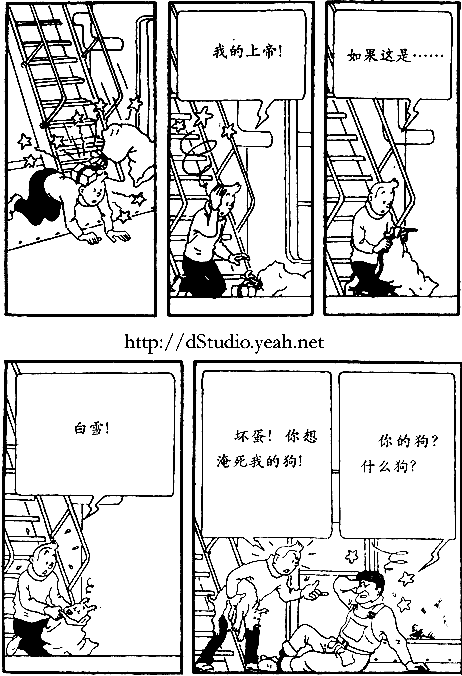 我的上帝!
如果这是……
http://dStudio.yeah.net
白雪!
坏蛋! 你想
淹死我的狗!
你的狗?
什么狗?